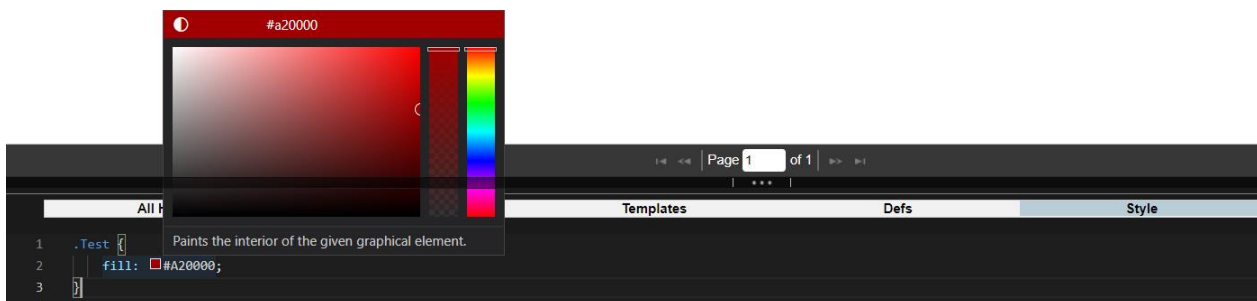 #a20000
Page 1 of 1
All
Templates
Defs
Style
Paints the interior of the given graphical element.
1 .Test {
2 fill: #A20000;
3 }